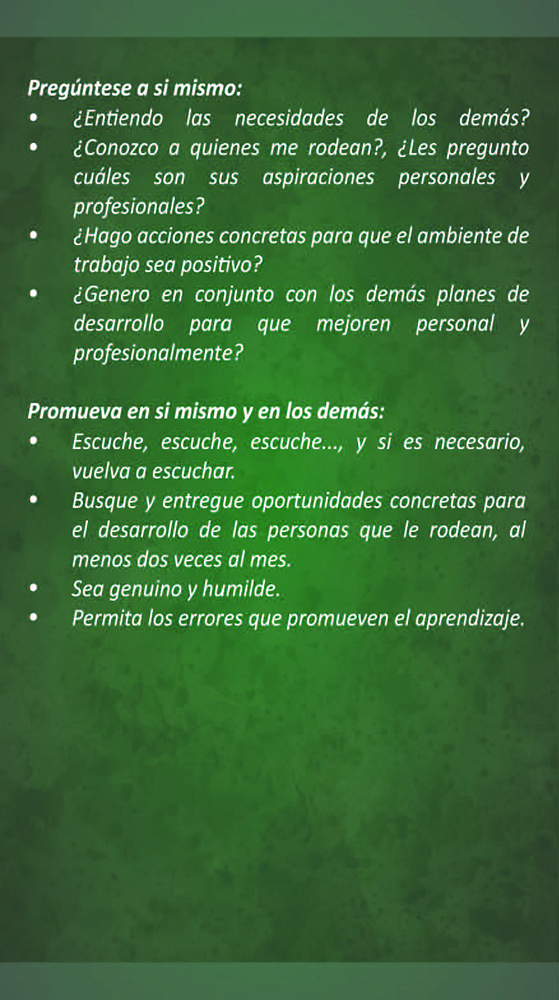 Pregúntese a si mismo:
• ¿Entiendo las necesidades de los demás?
• ¿Conozco a quienes me rodean?, ¿Les pregunto
cuáles son sus aspiraciones personales y
profesionales?
• ¿Hago acciones concretas para que el ambiente de
trabajo sea positivo?
• ¿Genero en conjunto con los demás planes de
desarrollo para que mejoren personal y
profesionalmente?
Promueva en si mismo y en los demás:
• Escuche, escuche, escuche..., y si es necesario,
vuelva a escuchar.
• Busque y entregue oportunidades concretas para
el desarrollo de las personas que le rodean, al
menos dos veces al mes.
• Sea genuino y humilde.
• Permita los errores que promueven el aprendizaje.